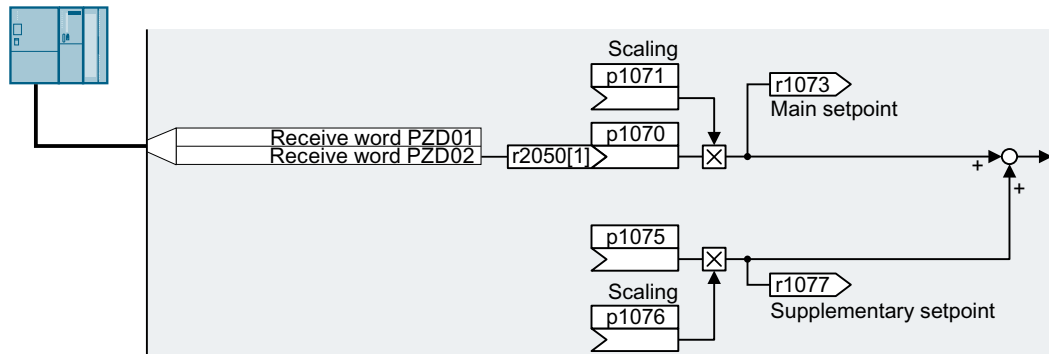 Scaling
p1071
r1073
Main setpoint
Receive word PZD01
Receive word PZD02
r2050[1]
p1070
+
+
p1075
r1077
Supplementary setpoint
Scaling
p1076